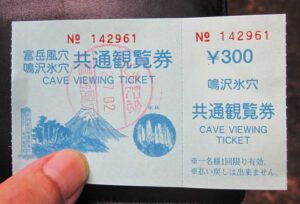 № 142961
富岳風穴
鳴沢氷穴
共通観覧券
CAVE VIEWING TICKET
27.02
№ 142961
¥300
鳴沢氷穴
共通観覧券
CAVE VIEWING
TICKET
※一名様1回限り有効。
※払い戻しは出来ません。